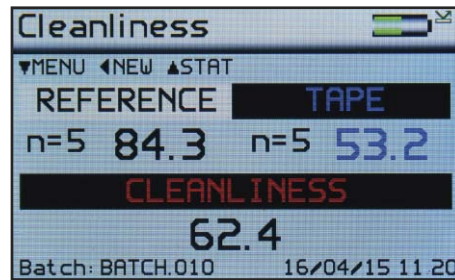 Cleanliness
▼MENU ◀NEW ▲STAT
REFERENCE TAPE
n=5 84.3 n=5 53.2
CLEANLINESS
62.4
Batch: BATCH.010 16/04/15 11.20